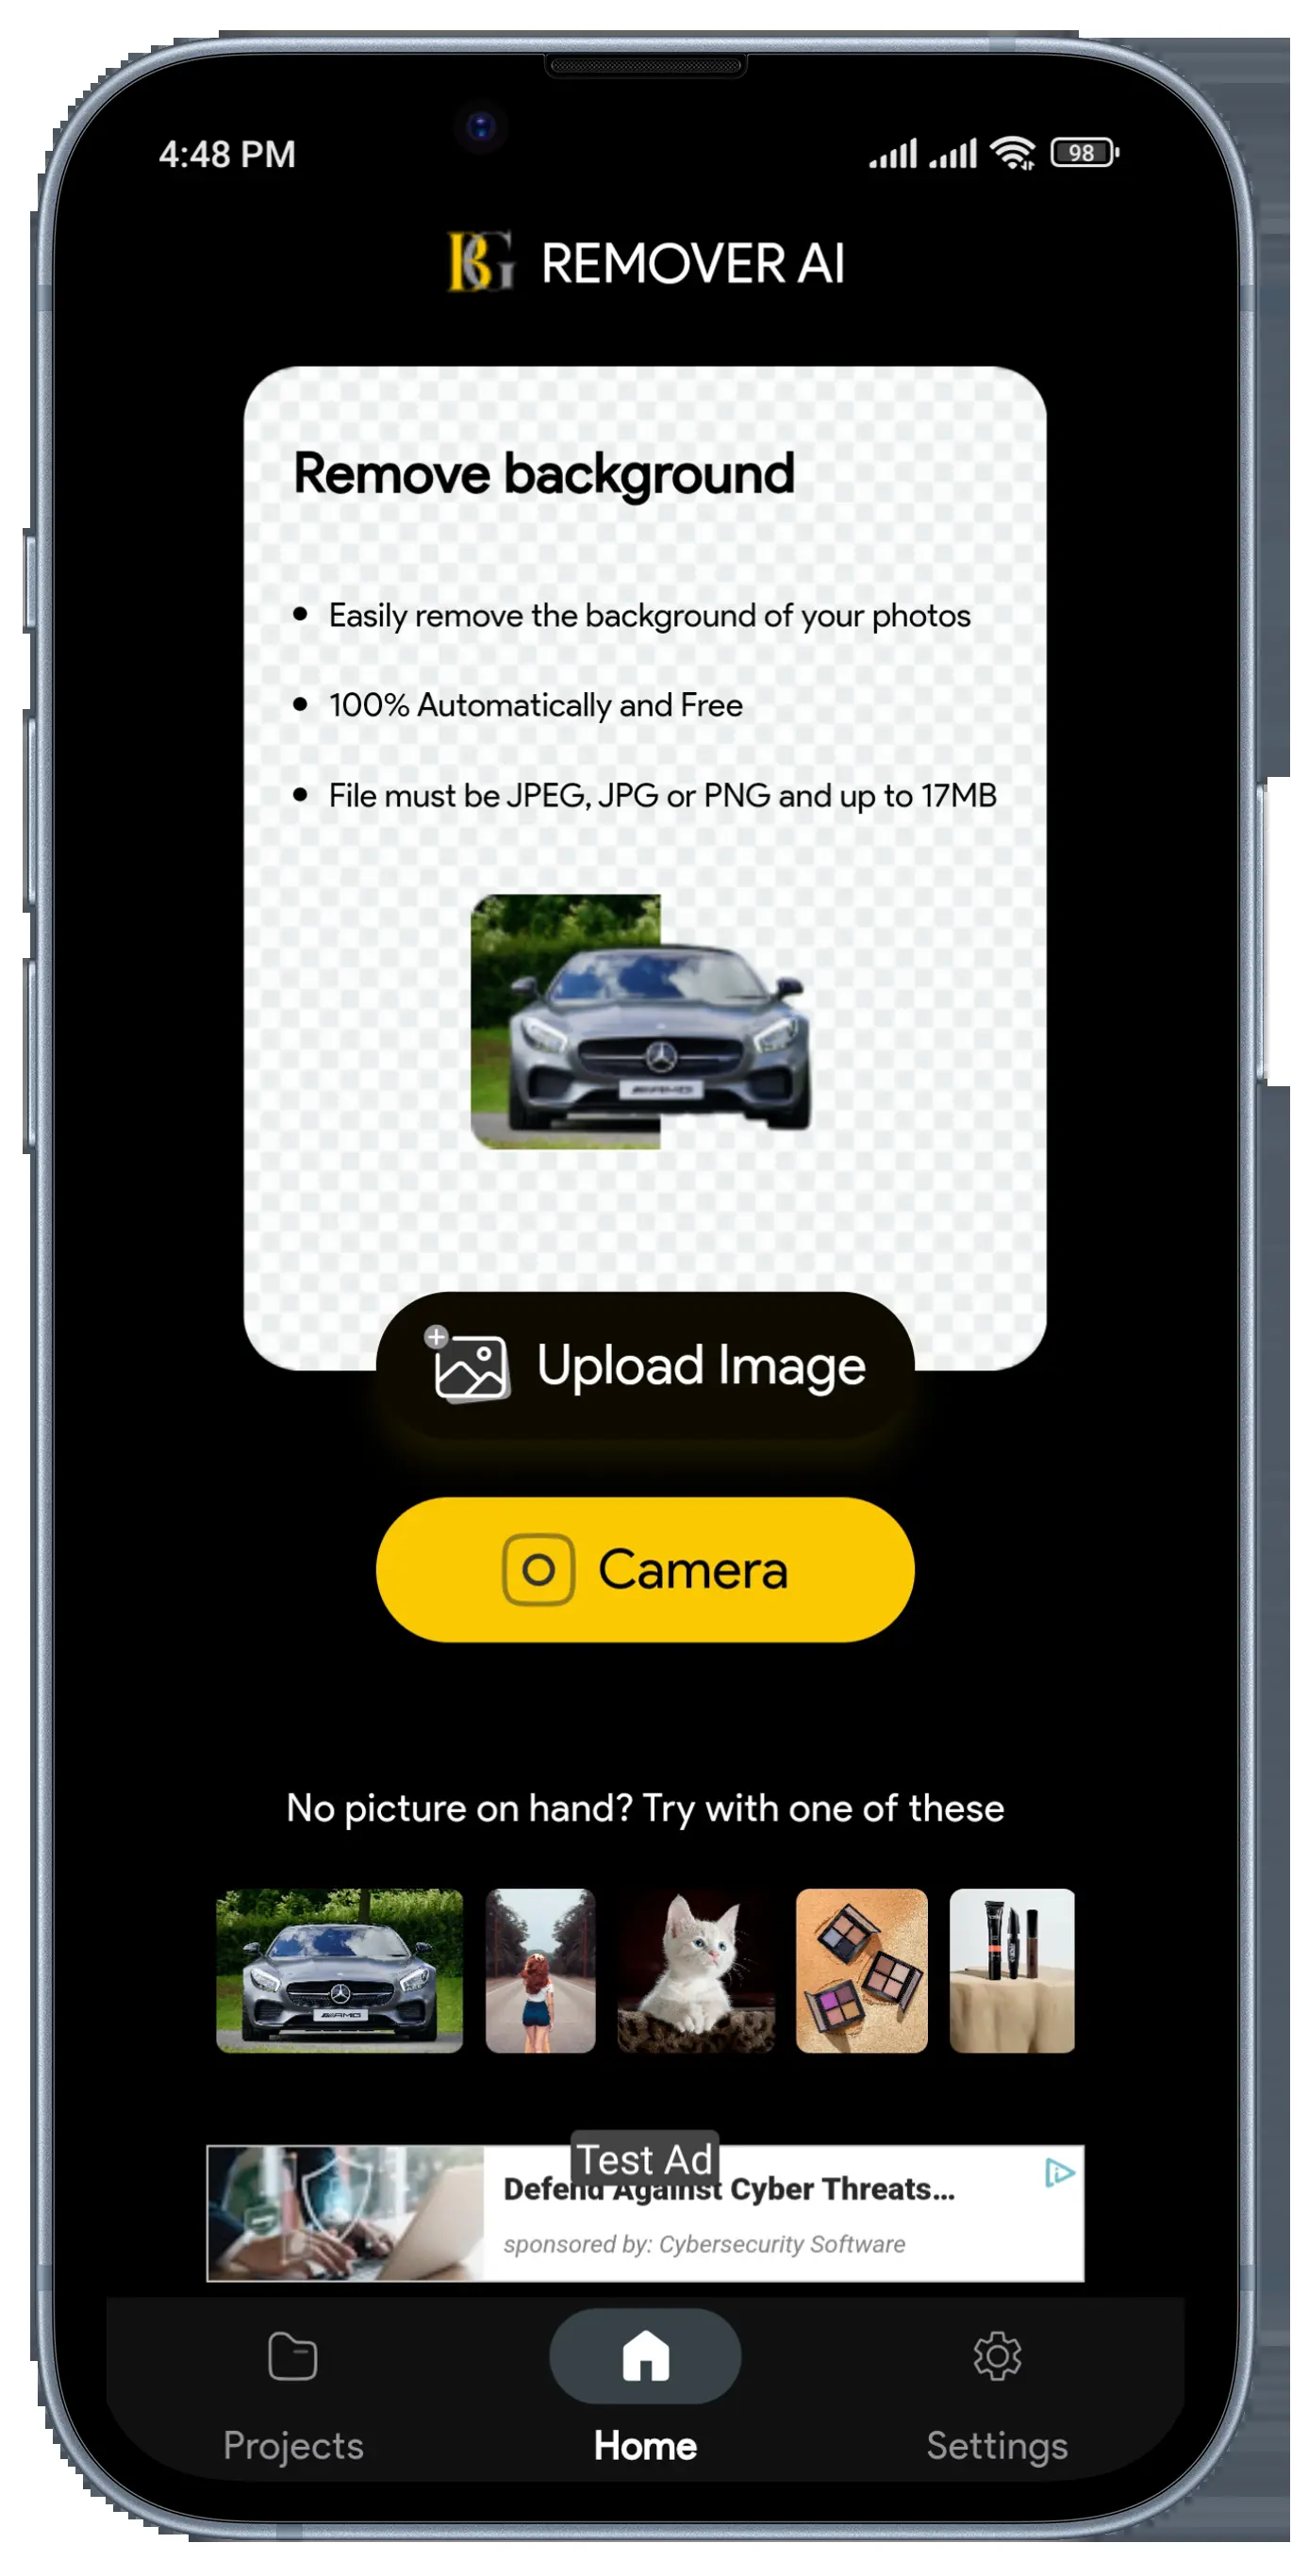 4:48 PM
98
BG REMOVER AI
Remove background
• Easily remove the background of your photos
• 100% Automatically and Free
• File must be JPEG, JPG or PNG and up to 17MB
AMG
Upload Image
Camera
No picture on hand? Try with one of these
AMG
Test Ad
Defend Against Cyber Threats...
sponsored by: Cybersecurity Software
Projects
Home
Settings